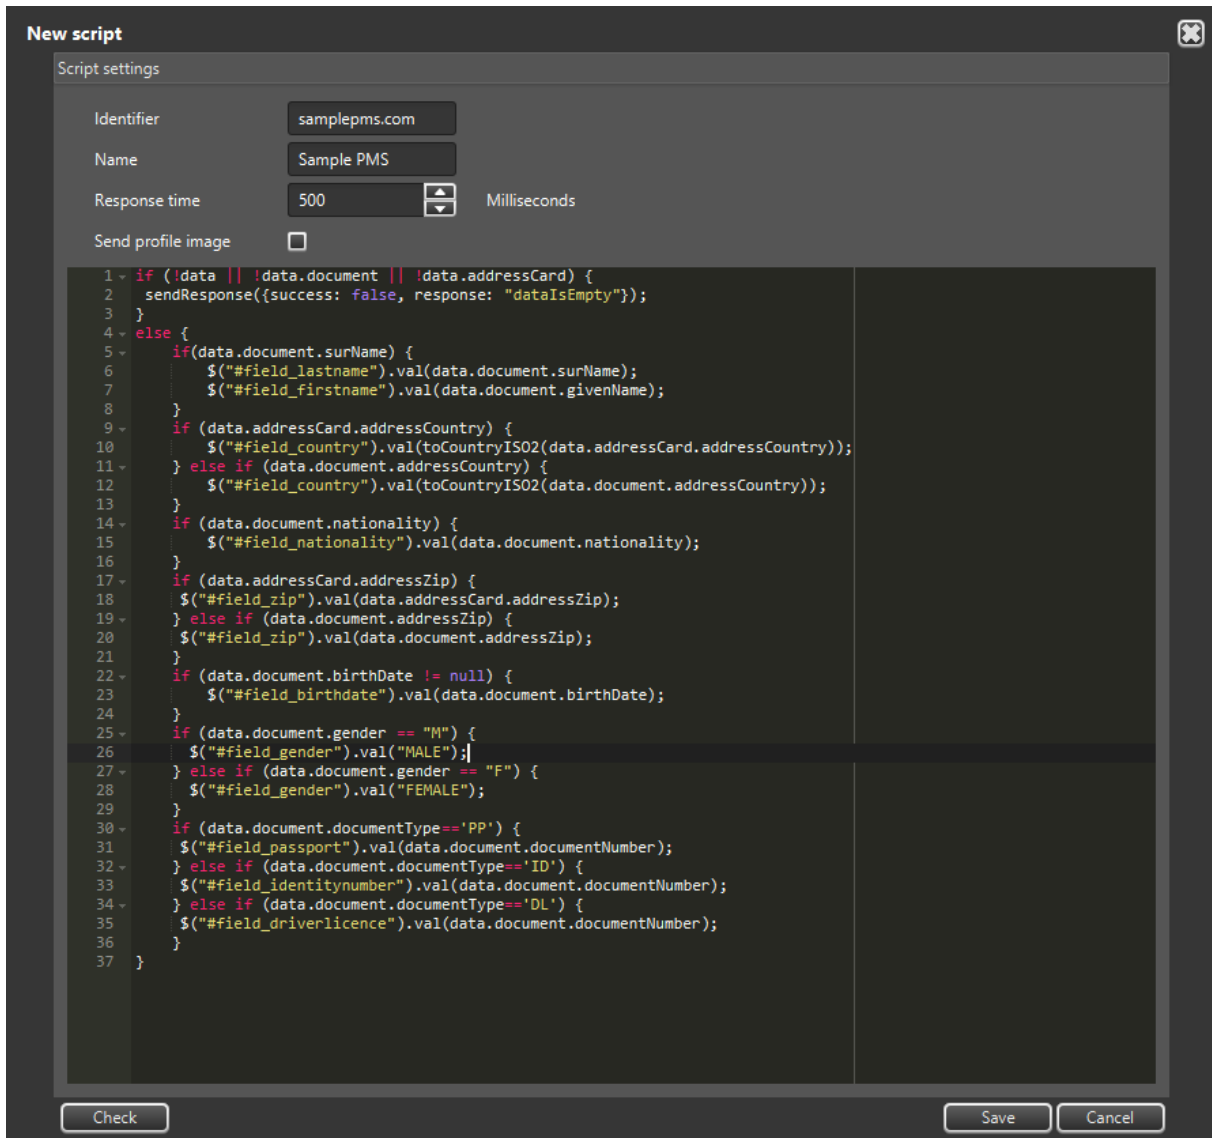 New script
Script settings
Identifier samplepms.com
Name Sample PMS
Response time 500 Milliseconds
Send profile image
1 if (!data || !data.document || !data.addressCard) {
2  sendResponse({success: false, response: "dataIsEmpty"});
3 }
4 else {
5     if(data.document.surName) {
6         $("#field_lastname").val(data.document.surName);
7         $("#field_firstname").val(data.document.givenName);
8     }
9     if (data.addressCard.addressCountry) {
10         $("#field_country").val(toCountryISO2(data.addressCard.addressCountry));
11     } else if (data.document.addressCountry) {
12         $("#field_country").val(toCountryISO2(data.document.addressCountry));
13     }
14     if (data.document.nationality) {
15         $("#field_nationality").val(data.document.nationality);
16     }
17     if (data.addressCard.addressZip) {
18      $("#field_zip").val(data.addressCard.addressZip);
19     } else if (data.document.addressZip) {
20      $("#field_zip").val(data.document.addressZip);
21     }
22     if (data.document.birthDate != null) {
23         $("#field_birthdate").val(data.document.birthDate);
24     }
25     if (data.document.gender == "M") {
26       $("#field_gender").val("MALE");
27     } else if (data.document.gender == "F") {
28       $("#field_gender").val("FEMALE");
29     }
30     if (data.document.documentType=='PP') {
31      $("#field_passport").val(data.document.documentNumber);
32     } else if (data.document.documentType=='ID') {
33      $("#field_identitynumber").val(data.document.documentNumber);
34     } else if (data.document.documentType=='DL') {
35      $("#field_driverlicence").val(data.document.documentNumber);
36     }
37 }
Check Save Cancel